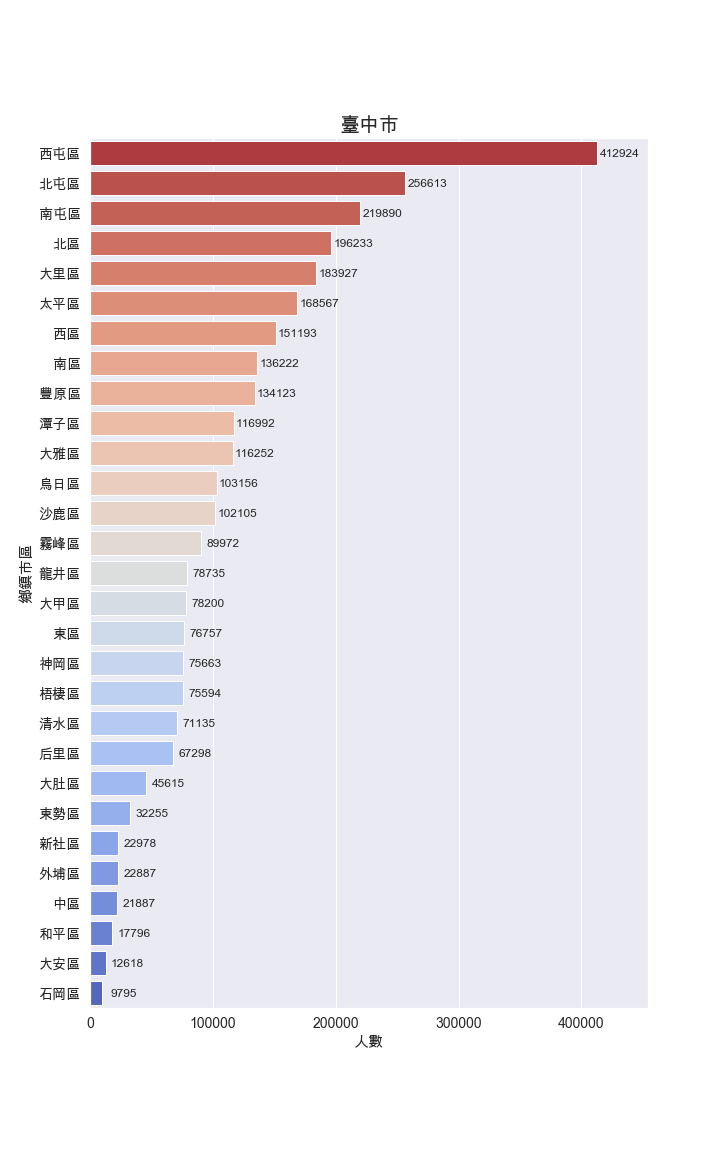 臺中市
西屯區 412924
北屯區 256613
南屯區 219890
北區 196233
大里區 183927
太平區 168567
西區 151193
南區 136222
豐原區 134123
潭子區 116992
大雅區 116252
烏日區 103156
沙鹿區 102105
霧峰區 89972
龍井區 78735
大甲區 78200
東區 76757
神岡區 75663
梧棲區 75594
清水區 71135
后里區 67298
大肚區 45615
東勢區 32255
新社區 22978
外埔區 22887
中區 21887
和平區 17796
大安區 12618
石岡區 9795
鄉鎮市區
0 100000 200000 300000 400000
人數